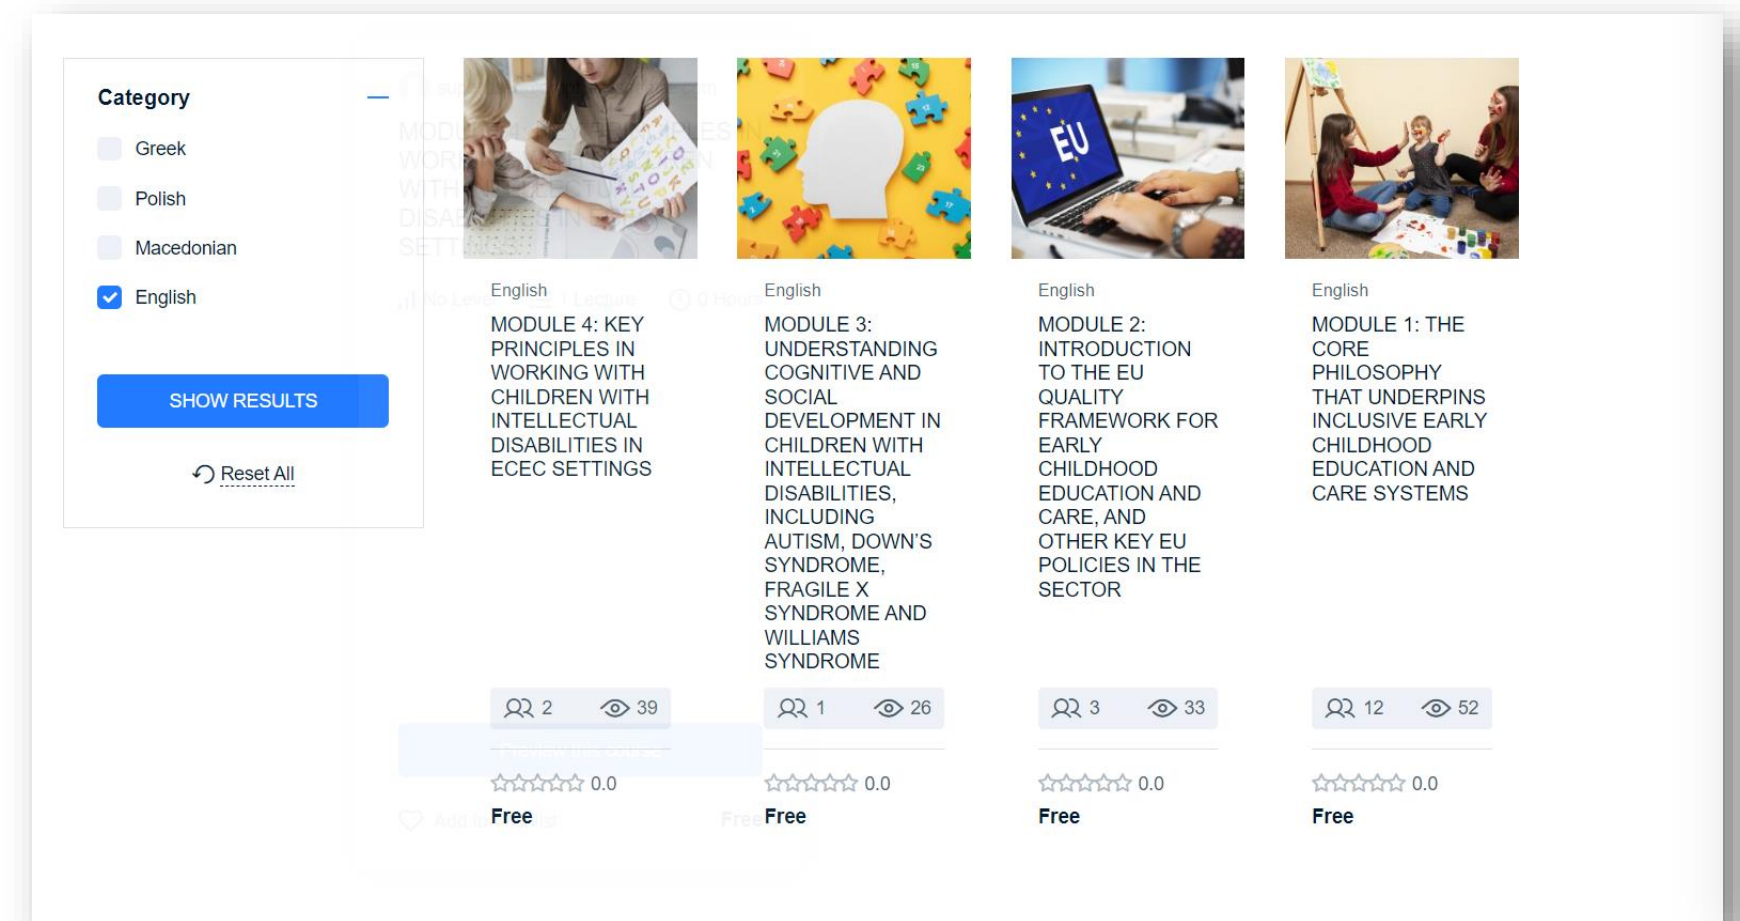 Category
Greek
Polish
Macedonian
English
SHOW RESULTS
Reset All
English
MODULE 4: KEY
PRINCIPLES IN
WORKING WITH
CHILDREN WITH
INTELLECTUAL
DISABILITIES IN
ECEC SETTINGS
2 39
0.0
Free
EU
English
MODULE 3:
UNDERSTANDING
COGNITIVE AND
SOCIAL
DEVELOPMENT IN
CHILDREN WITH
INTELLECTUAL
DISABILITIES,
INCLUDING
AUTISM, DOWN'S
SYNDROME,
FRAGILE X
SYNDROME AND
WILLIAMS
SYNDROME
1 26
0.0
Free
English
MODULE 2:
INTRODUCTION
TO THE EU
QUALITY
FRAMEWORK FOR
EARLY
CHILDHOOD
EDUCATION AND
CARE, AND
OTHER KEY EU
POLICIES IN THE
SECTOR
3 33
0.0
Free
English
MODULE 1: THE
CORE
PHILOSOPHY
THAT UNDERPINS
INCLUSIVE EARLY
CHILDHOOD
EDUCATION AND
CARE SYSTEMS
12 52
0.0
Free